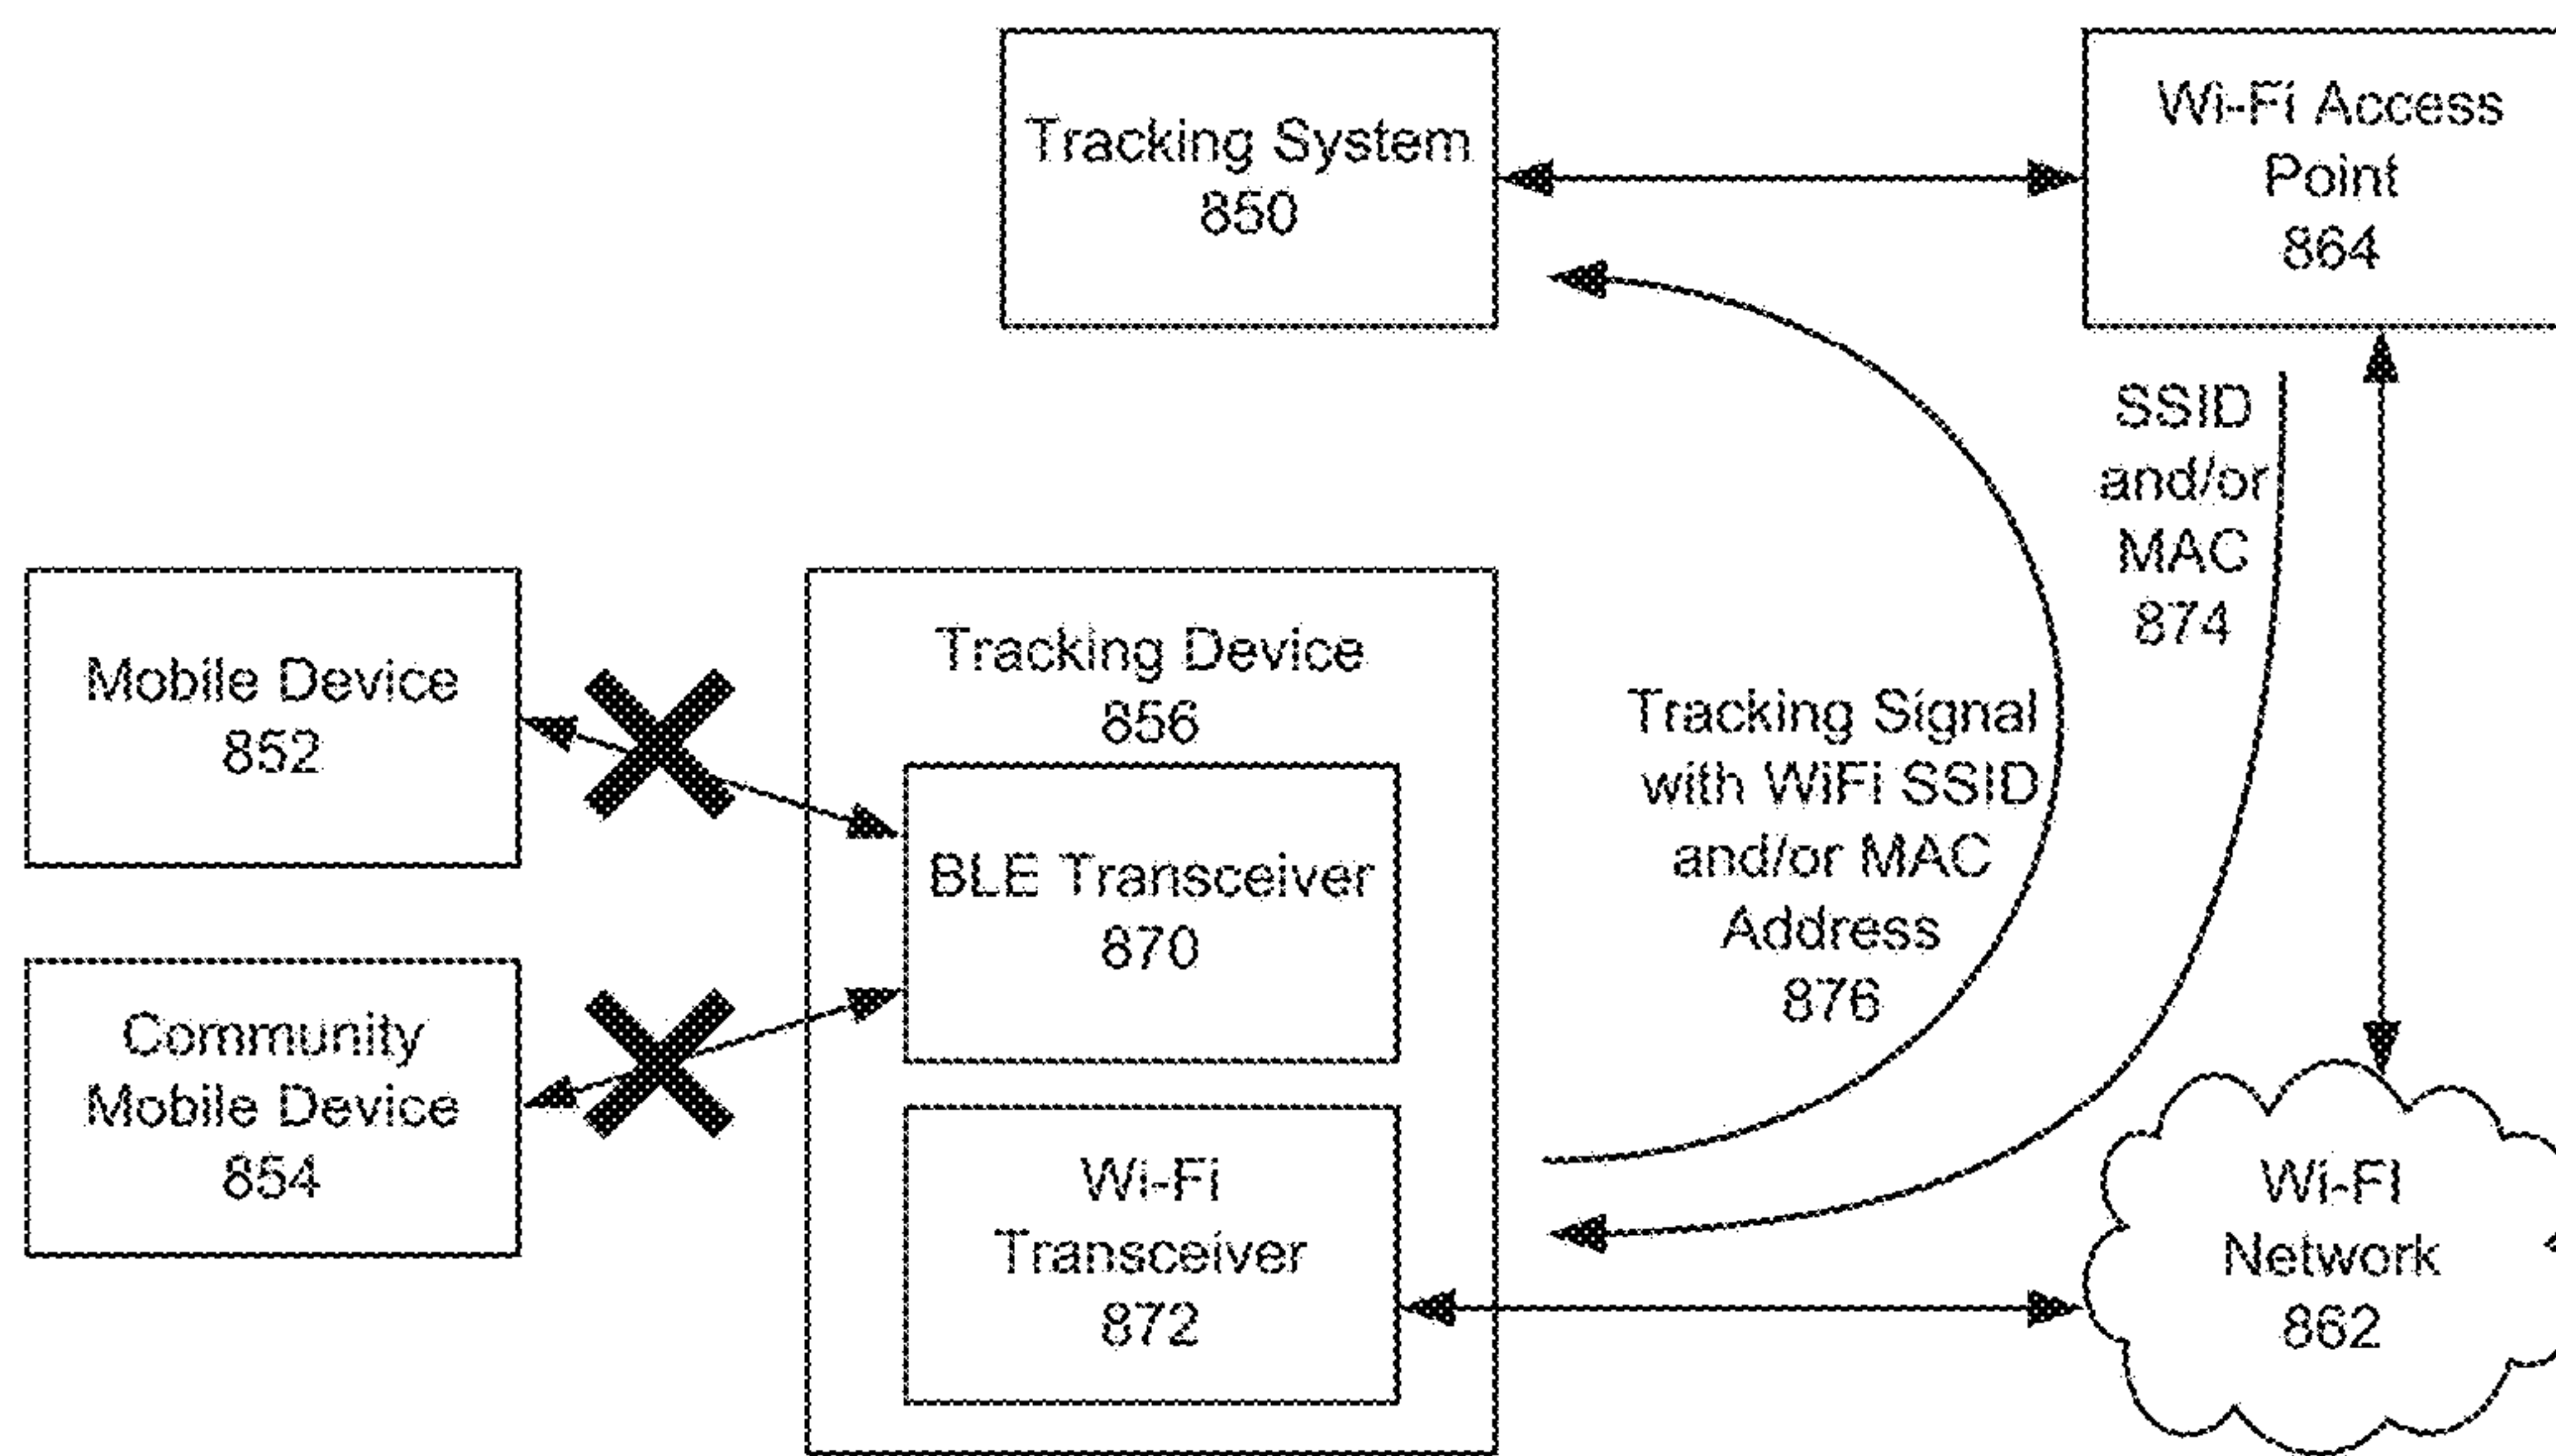 Tracking System
850
Wi-Fi Access
Point
864
SSID
and/or
MAC
874
Mobile Device
852
Tracking Device
856
Tracking Signal
with WiFi SSID
and/or MAC
Address
876
BLE Transceiver
870
Community
Mobile Device
854
Wi-Fi
Transceiver
872
Wi-Fi
Network
862